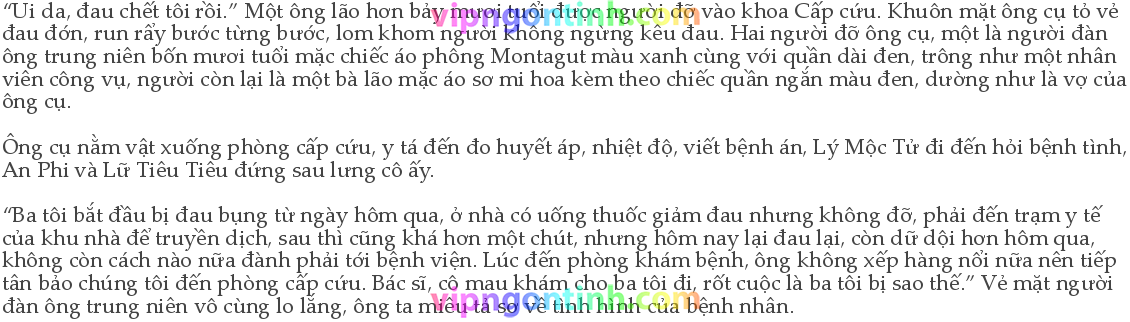 “Ui da, đau chết tôi rồi.” Một ông lão hơn bảy mươi tuổi được người đỡ vào khoa Cấp cứu. Khuôn mặt ông cụ tỏ vẻ
vipngontinh.com
đau đớn, run rẩy bước từng bước, lom khom người không ngừng kêu đau. Hai người đỡ ông cụ, một là người đàn
ông trung niên bốn mươi tuổi mặc chiếc áo phông Montagut màu xanh cùng với quần dài đen, trông như một nhân
viên công vụ, người còn lại là một bà lão mặc áo sơ mi hoa kèm theo chiếc quần ngắn màu đen, dường như là vợ của
ông cụ.
Ông cụ nằm vật xuống phòng cấp cứu, y tá đến đo huyết áp, nhiệt độ, viết bệnh án, Lý Mộc Tử đi đến hỏi bệnh tình,
An Phi và Lữ Tiêu Tiêu đứng sau lưng cô ấy.
“Ba tôi bắt đầu bị đau bụng từ ngày hôm qua, ở nhà có uống thuốc giảm đau nhưng không đỡ, phải đến trạm y tế
của khu nhà để truyền dịch, sau thì cũng khá hơn một chút, nhưng hôm nay lại đau lại, còn dữ dội hơn hôm qua,
không còn cách nào nữa đành phải tới bệnh viện. Lúc đến phòng khám bệnh, ông không xếp hàng nổi nữa nên tiếp
tân bảo chúng tôi đến phòng cấp cứu. Bác sĩ, cô mau khám cho ba tôi đi, rốt cuộc là ba tôi bị sao thế.” Vẻ mặt người
vipngontinh.com
đàn ông trung niên vô cùng lo lắng, ông ta miêu tả sơ về tình hình của bệnh nhân.